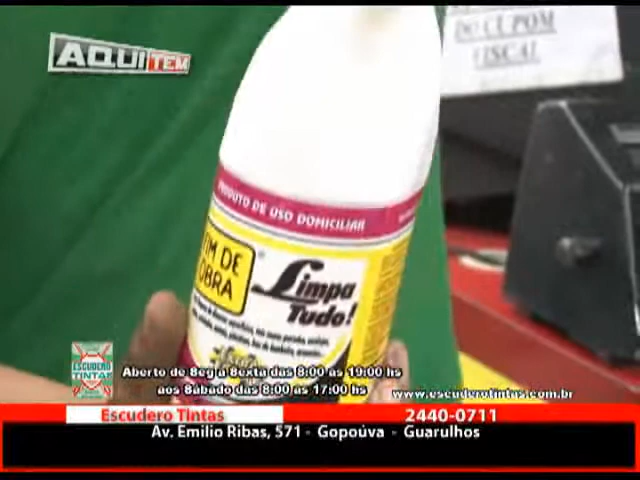 AQUI TEM
DO CUPOM
FISCAL
PRODUTO DE USO DOMICILIAR
FIM DE
OBRA
Limpa
Tudo!
ESCUDERO
TINTAS
Aberto de Seg a Sexta das 8:00 as 19:00 hs
aos Sábado das 8:00 as 17:00 hs
www.escuderotintas.com.br
Escudero Tintas 2440-0711
Av. Emilio Ribas, 571 - Gopoúva - Guarulhos